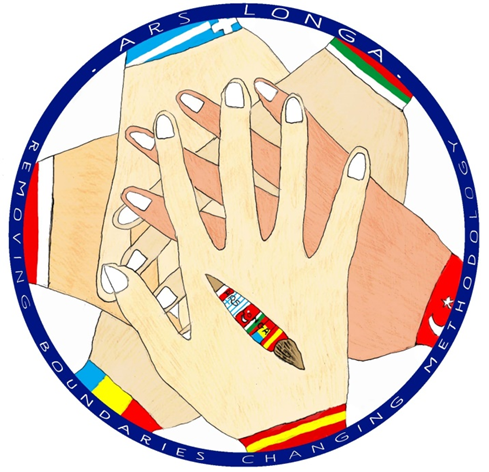 · ARS LONGA ·
REMOVING BOUNDARIES CHANGING METHODOLOGY